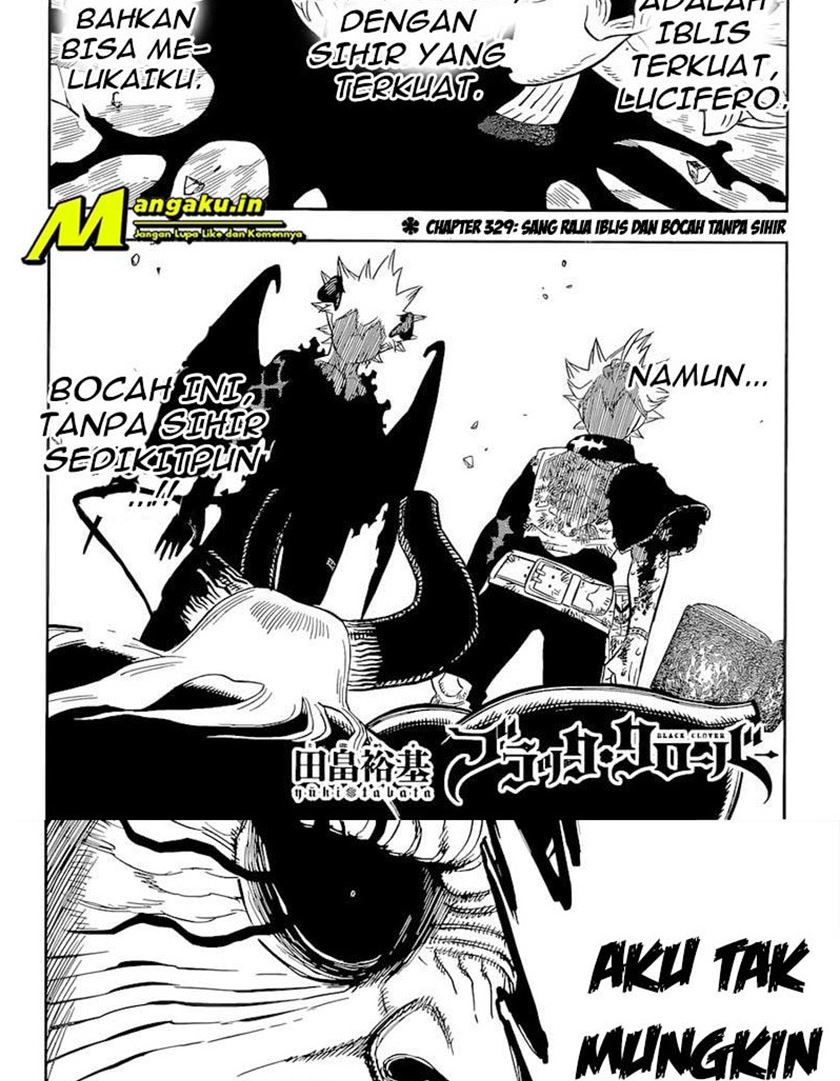 ADALAH
IBLIS
TERKUAT,
LUCIFERO.
DENGAN
SIHIR YANG
TERKUAT.
BAHKAN
BISA ME-
LUKAIKU.
Mangaku.in
Jangan Lupa Like dan Komennya
CHAPTER 329: SANG RAJA IBLIS DAN BOCAH TANPA SIHIR
NAMUN...
BOCAH INI,
TANPA SIHIR
SEDIKITPUN
...!!
BLACK CLOVER
ブラッククローバー
田畠裕基
yūki tabata
AKU TAK
MUNGKIN